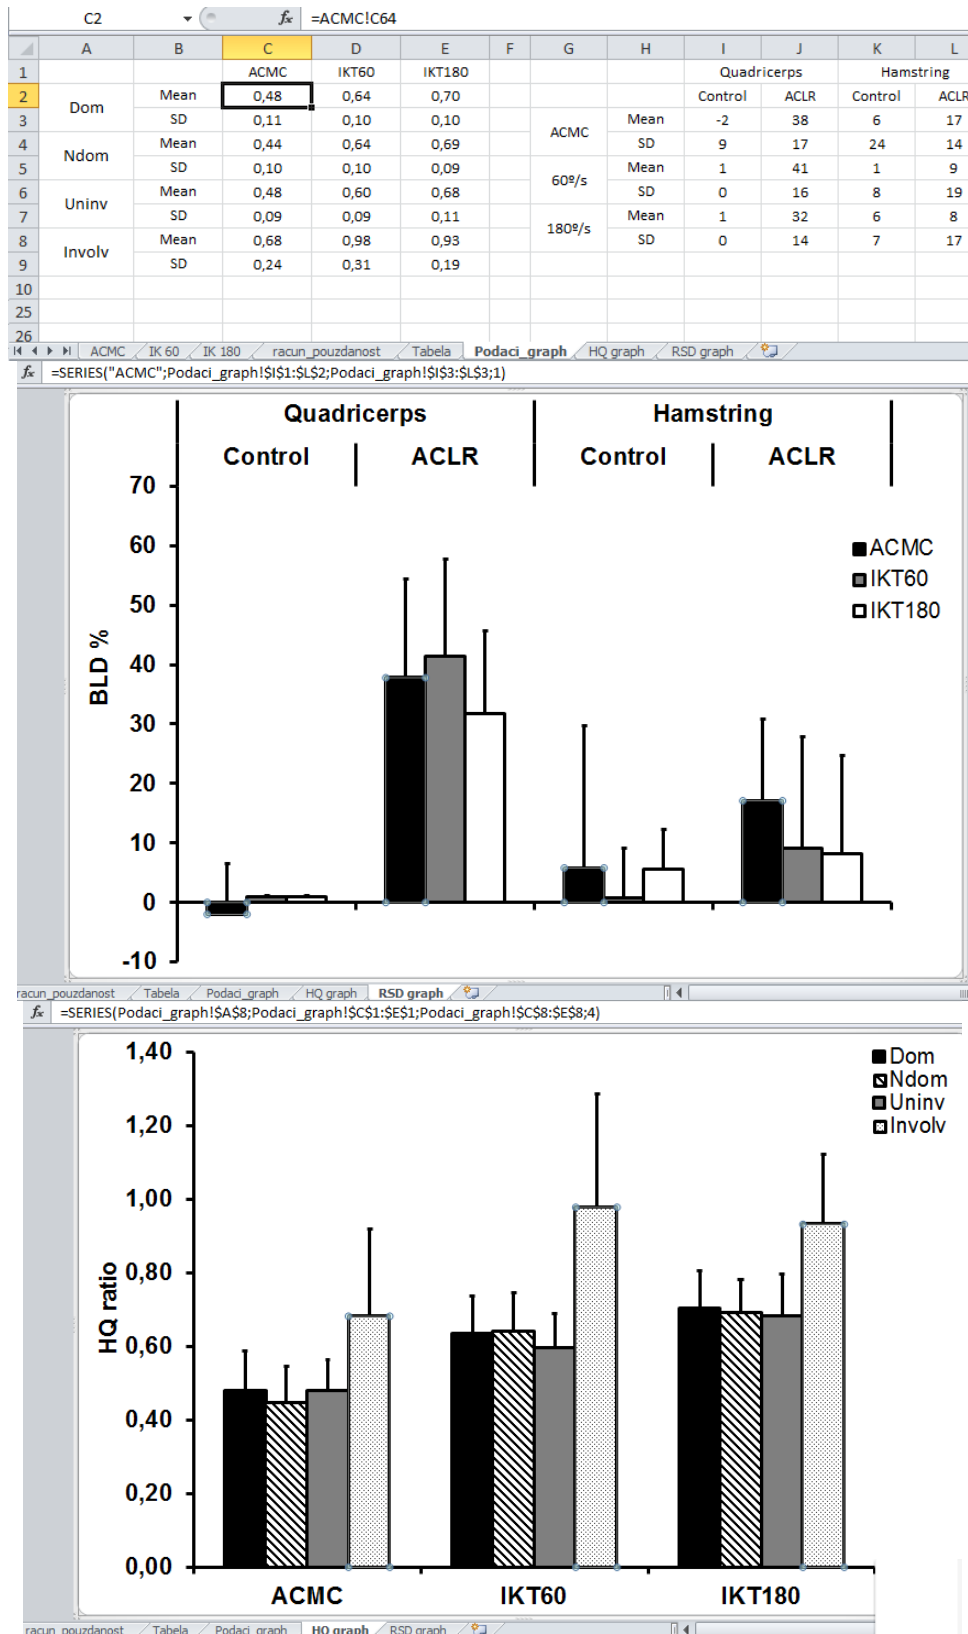 C2 fx =ACMC!C64
A B C D E F G H I J K L
1 ACMC IKT60 IKT180 Quadricerps Hamstring
2 Dom Mean 0,48 0,64 0,70 Control ACLR Control ACLR
3 SD 0,11 0,10 0,10 ACMC Mean -2 38 6 17
4 Ndom Mean 0,44 0,64 0,69 SD 9 17 24 14
5 SD 0,10 0,10 0,09 60º/s Mean 1 41 1 9
6 Uninv Mean 0,48 0,60 0,68 SD 0 16 8 19
7 SD 0,09 0,09 0,11 180º/s Mean 1 32 6 8
8 Involv Mean 0,68 0,98 0,93 SD 0 14 7 17
9 SD 0,24 0,31 0,19
10
25
26
ACMC IK 60 IK 180 racun_pouzdanost Tabela Podaci_graph HQ graph RSD graph
fx =SERIES("ACMC";Podaci_graph!$I$1:$L$2;Podaci_graph!$I$3:$L$3;1)
Quadricerps Hamstring
Control ACLR Control ACLR
70
60
50
40
30
20
10
0
-10
BLD %
ACMC
IKT60
IKT180
racun_pouzdanost Tabela Podaci_graph HQ graph RSD graph
fx =SERIES(Podaci_graph!$A$8;Podaci_graph!$C$1:$E$1;Podaci_graph!$C$8:$E$8;4)
1,40
1,20
1,00
0,80
0,60
0,40
0,20
0,00
HQ ratio
Dom
Ndom
Uninv
Involv
ACMC IKT60 IKT180
racun_pouzdanost Tabela Podaci_graph HQ graph RSD graph